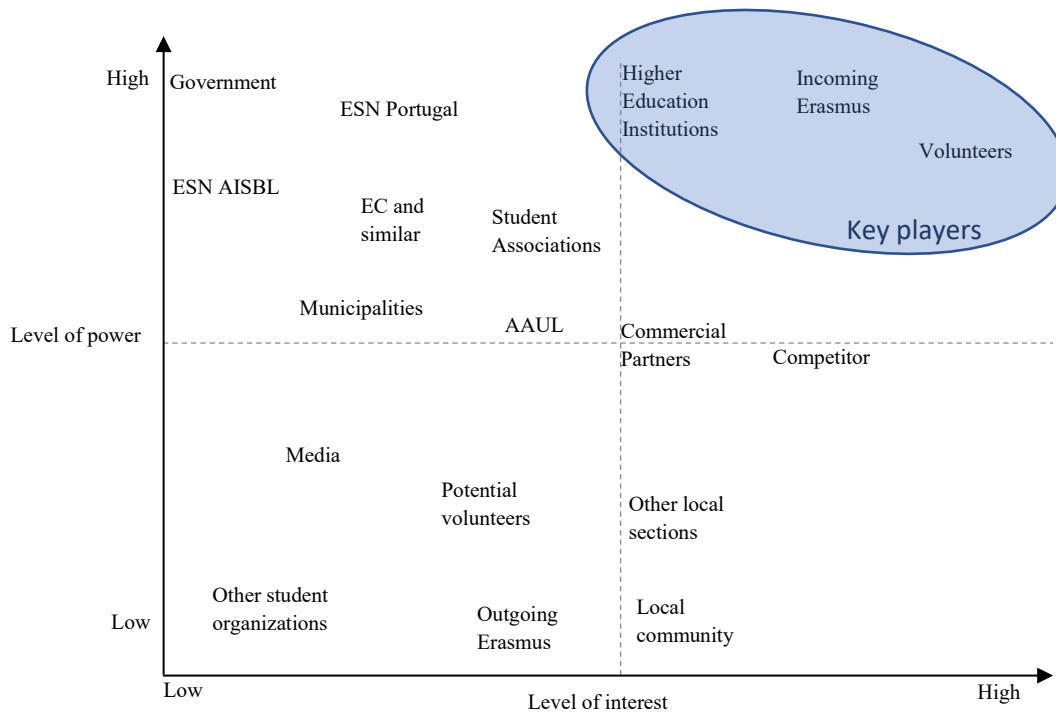 High
Government
ESN Portugal
Higher
Education
Institutions
Incoming
Erasmus
Volunteers
ESN AISBL
EC and
similar
Student
Associations
Key players
Municipalities
AAUL
Level of power
Commercial
Partners
Competitor
Media
Potential
volunteers
Other local
sections
Other student
organizations
Outgoing
Erasmus
Local
community
Low
Low
Level of interest
High